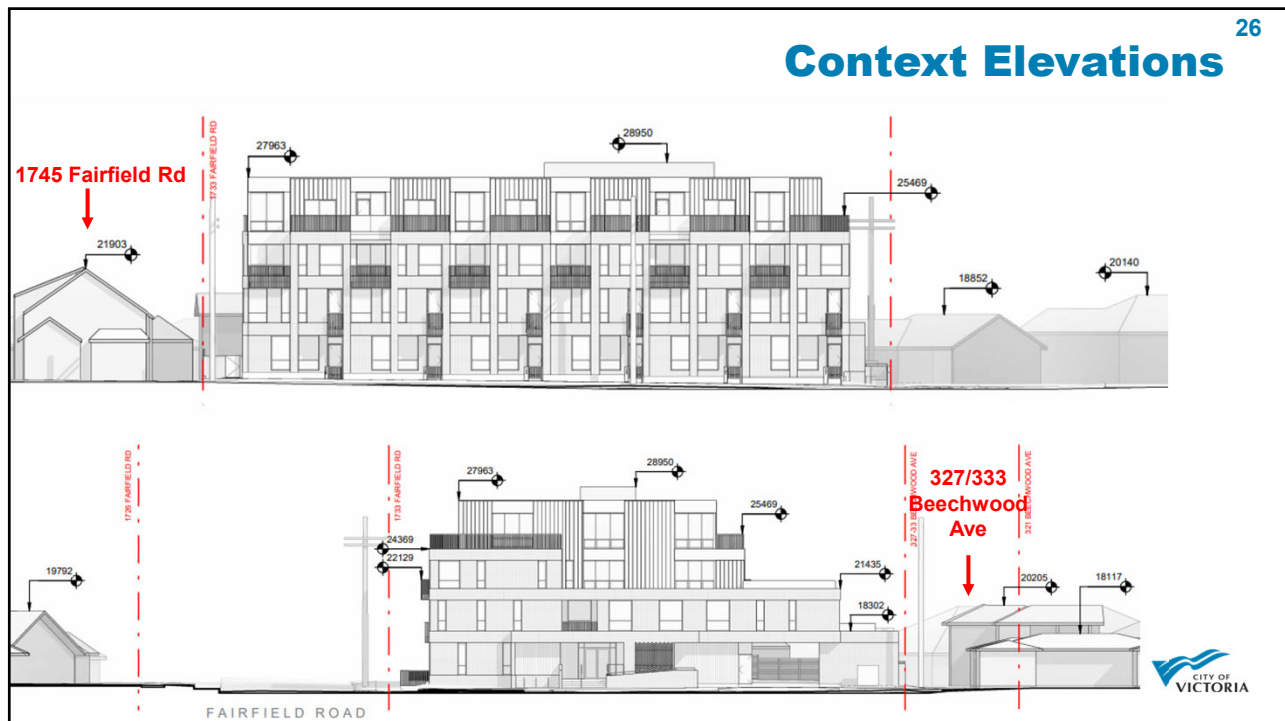 26
Context Elevations
1745 Fairfield Rd
21903
1733 FAIRFIELD RD
27963
28950
25469
18852
20140
1726 FAIRFIELD RD
1733 FAIRFIELD RD
24369
22129
27963
28950
25469
21435
18302
327-33 BEECHWOOD AVE
327/333
Beechwood
Ave
321 BEECHWOOD AVE
19792
20205
18117
FAIRFIELD ROAD
CITY OF
VICTORIA